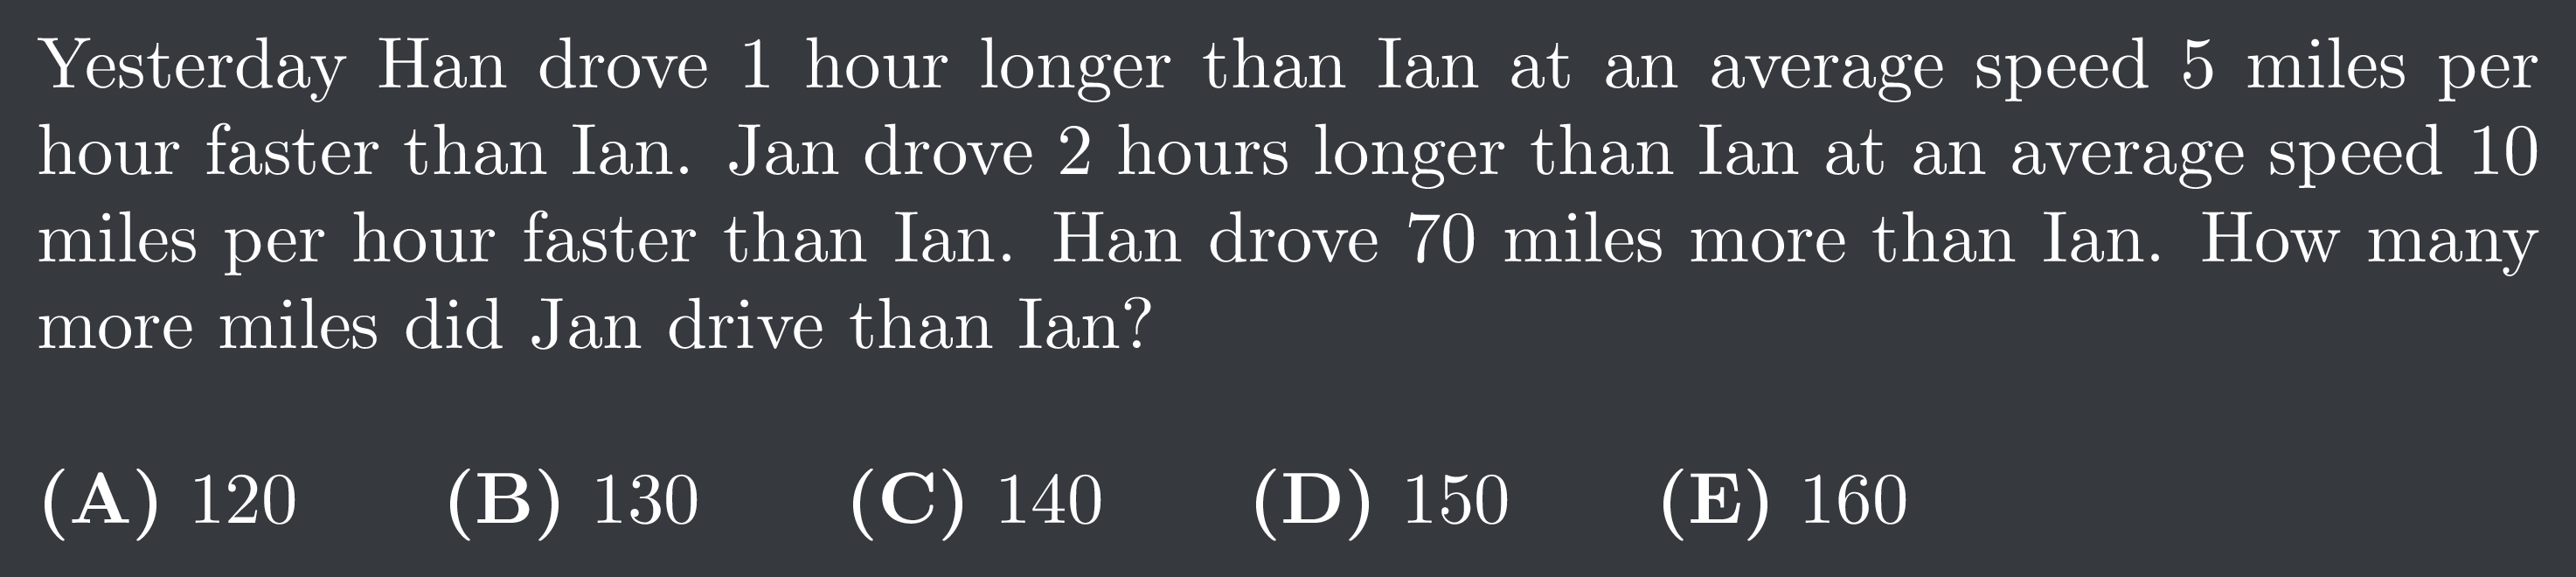 Yesterday Han drove 1 hour longer than Ian at an average speed 5 miles per
hour faster than Ian. Jan drove 2 hours longer than Ian at an average speed 10
miles per hour faster than Ian. Han drove 70 miles more than Ian. How many
more miles did Jan drive than Ian?
(A) 120 (B) 130 (C) 140 (D) 150 (E) 160